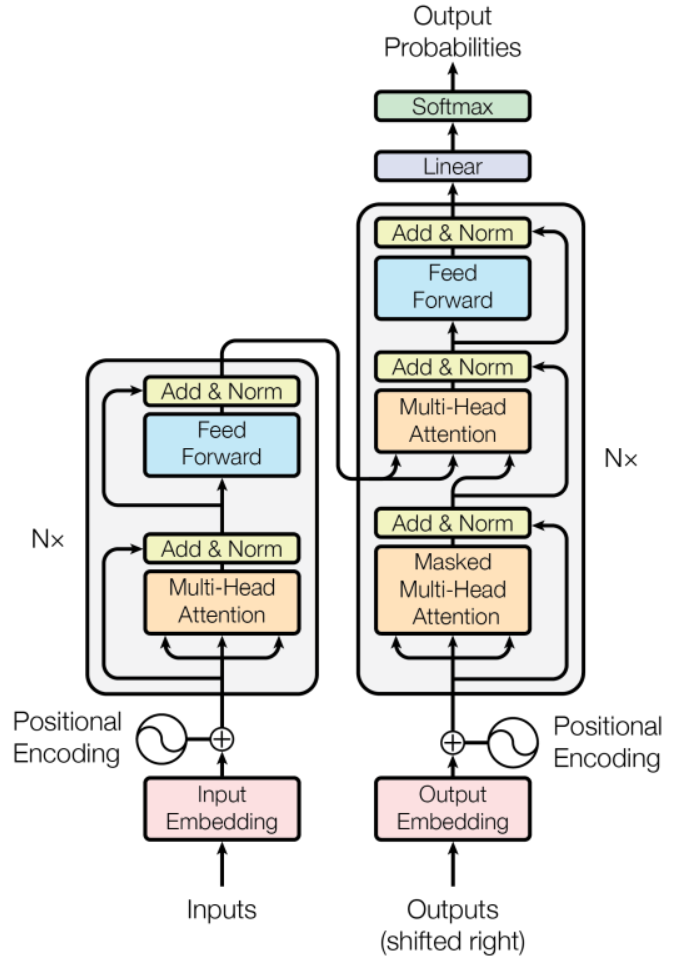 Output
Probabilities
Softmax
Linear
Add & Norm
Feed
Forward
Add & Norm
Multi-Head
Attention
Add & Norm
Masked
Multi-Head
Attention
N×
Add & Norm
Feed
Forward
Add & Norm
Multi-Head
Attention
N×
Positional
Encoding
Positional
Encoding
Input
Embedding
Output
Embedding
Inputs
Outputs
(shifted right)